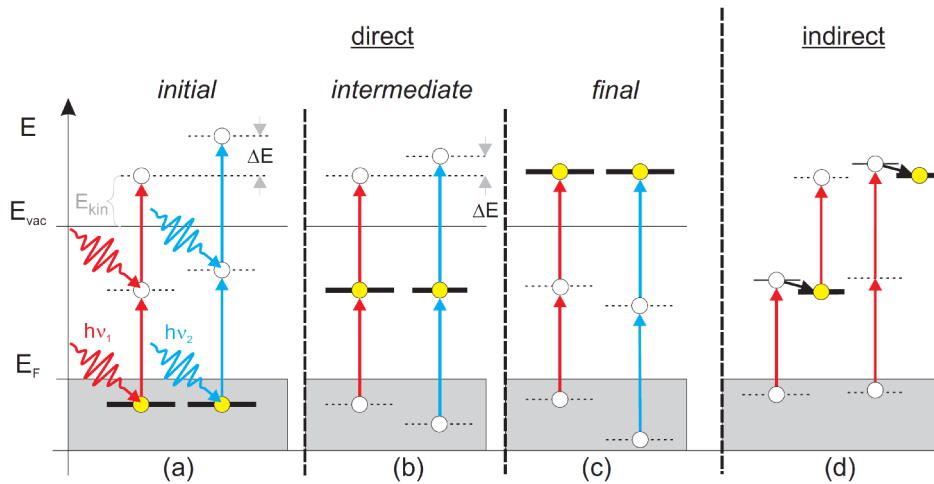 direct
indirect
initial
intermediate
final
E
ΔE
E_kin
E_vac
ΔE
hν₁
hν₂
E_F
(a)
(b)
(c)
(d)